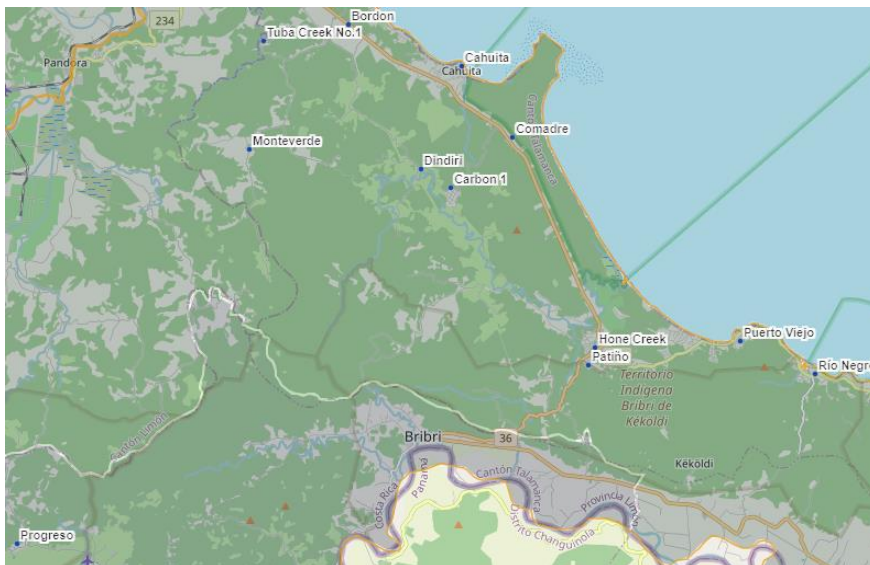 Bordon
234
Tuba Creek No.1
Pandora
Cahuita
Cahuita
Comadre
Cantón Talamanca
Monteverde
Dindiri
Carbon 1
Hone Creek
Puerto Viejo
Patiño
Río Negro
Territorio
Indígena
Bribri de
Kéköldi
Cantón Limón
Bribri
36
Kéköldi
Costa Rica
Panamá
Cantón Talamanca
Provincia Limón
Distrito Changuinola
Progreso